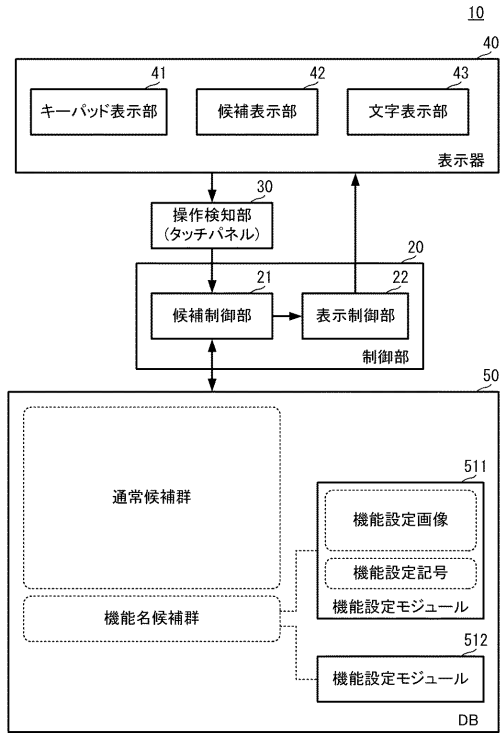 10
40
41
42
43
キーパッド表示部
候補表示部
文字表示部
表示器
30
操作検知部
(タッチパネル)
20
21
22
候補制御部
表示制御部
制御部
50
通常候補群
511
機能設定画像
機能設定記号
機能設定モジュール
機能名候補群
512
機能設定モジュール
DB